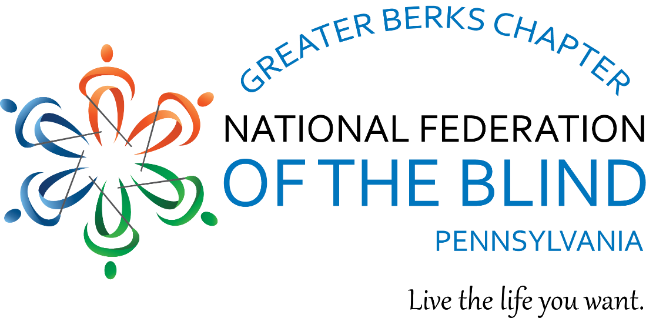 GREATER BERKS CHAPTER
NATIONAL FEDERATION
OF THE BLIND
PENNSYLVANIA
Live the life you want.